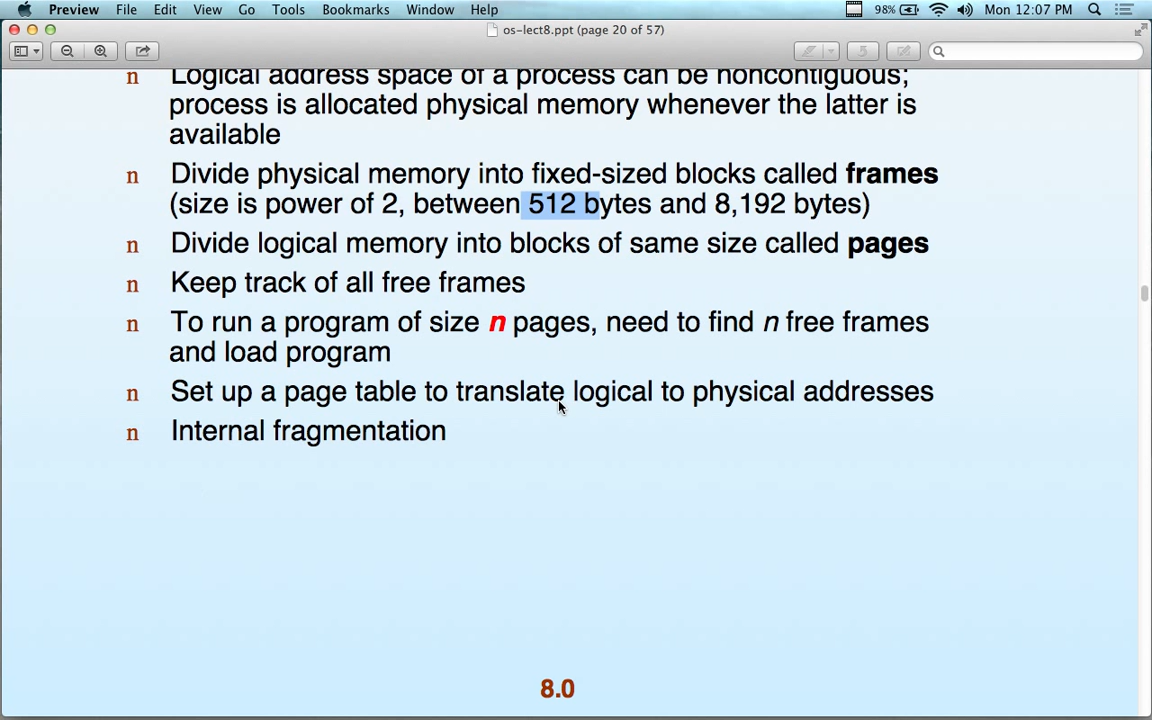 Preview File Edit View Go Tools Bookmarks Window Help 98% Mon 12:07 PM
os-lect8.ppt (page 20 of 57)
n Logical address space of a process can be noncontiguous;
process is allocated physical memory whenever the latter is
available
n Divide physical memory into fixed-sized blocks called frames
(size is power of 2, between 512 bytes and 8,192 bytes)
n Divide logical memory into blocks of same size called pages
n Keep track of all free frames
n To run a program of size n pages, need to find n free frames
and load program
n Set up a page table to translate logical to physical addresses
n Internal fragmentation
8.0